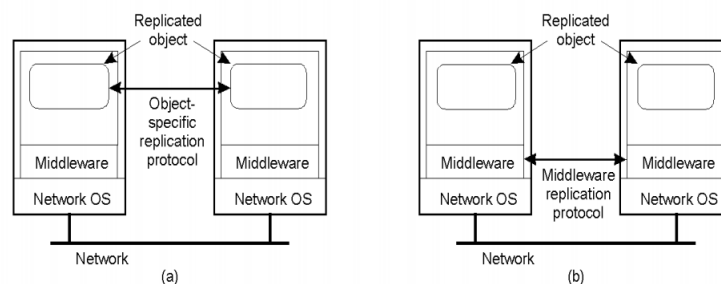 Replicated
object
Object-
specific
replication
protocol
Middleware
Middleware
Network OS
Network OS
Network
(a)
Replicated
object
Middleware
Middleware
Middleware
replication
protocol
Network OS
Network OS
Network
(b)